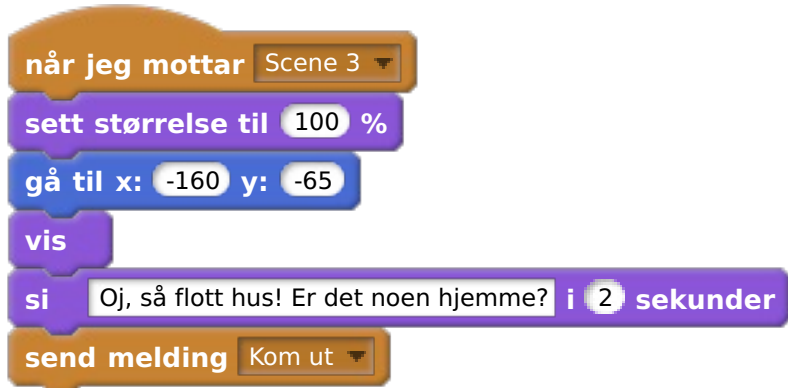 når jeg mottar Scene 3
sett størrelse til 100 %
gå til x: -160 y: -65
vis
si Oj, så flott hus! Er det noen hjemme? i 2 sekunder
send melding Kom ut